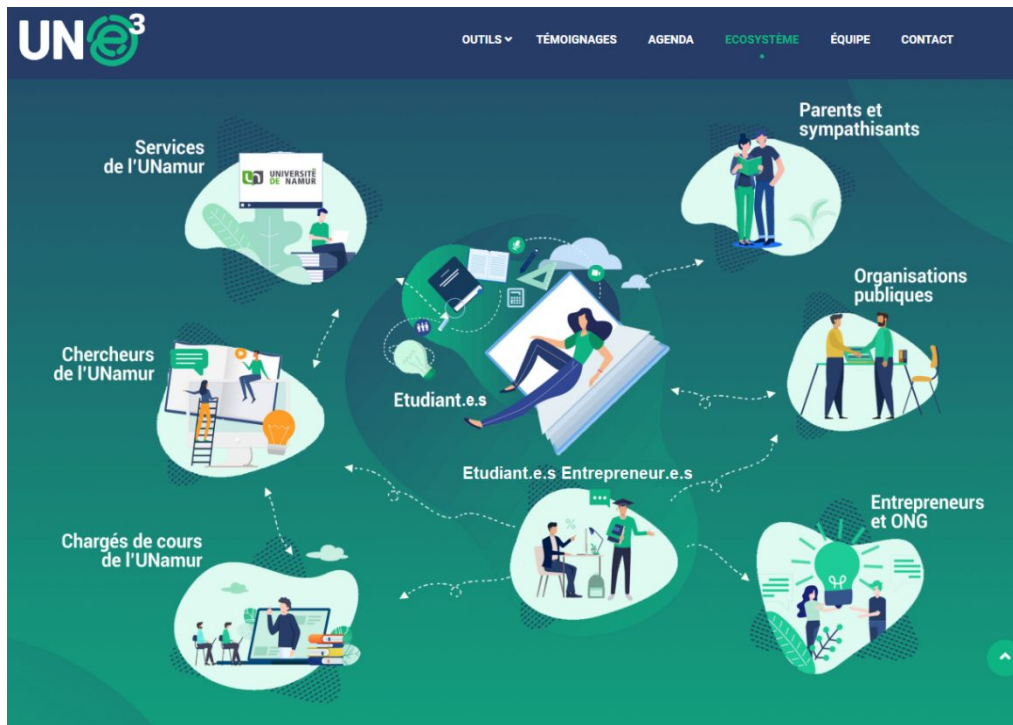 UNe³
OUTILS
TÉMOIGNAGES
AGENDA
ECOSYSTÈME
ÉQUIPE
CONTACT
Services
de l'UNamur
UNIVERSITÉ
DE NAMUR
Parents et
sympathisants
Organisations
publiques
Chercheurs
de l'UNamur
Etudiant.e.s
Etudiant.e.s Entrepreneur.e.s
Entrepreneurs
et ONG
Chargés de cours
de l'UNamur